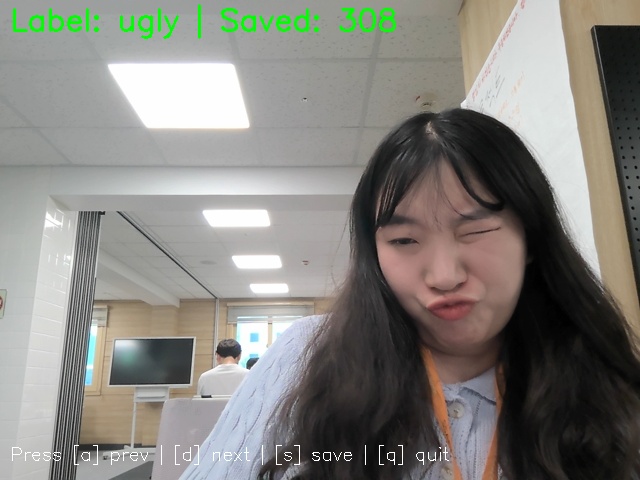 Label: ugly | Saved: 308
Press [a] prev | [d] next | [s] save | [q] quit